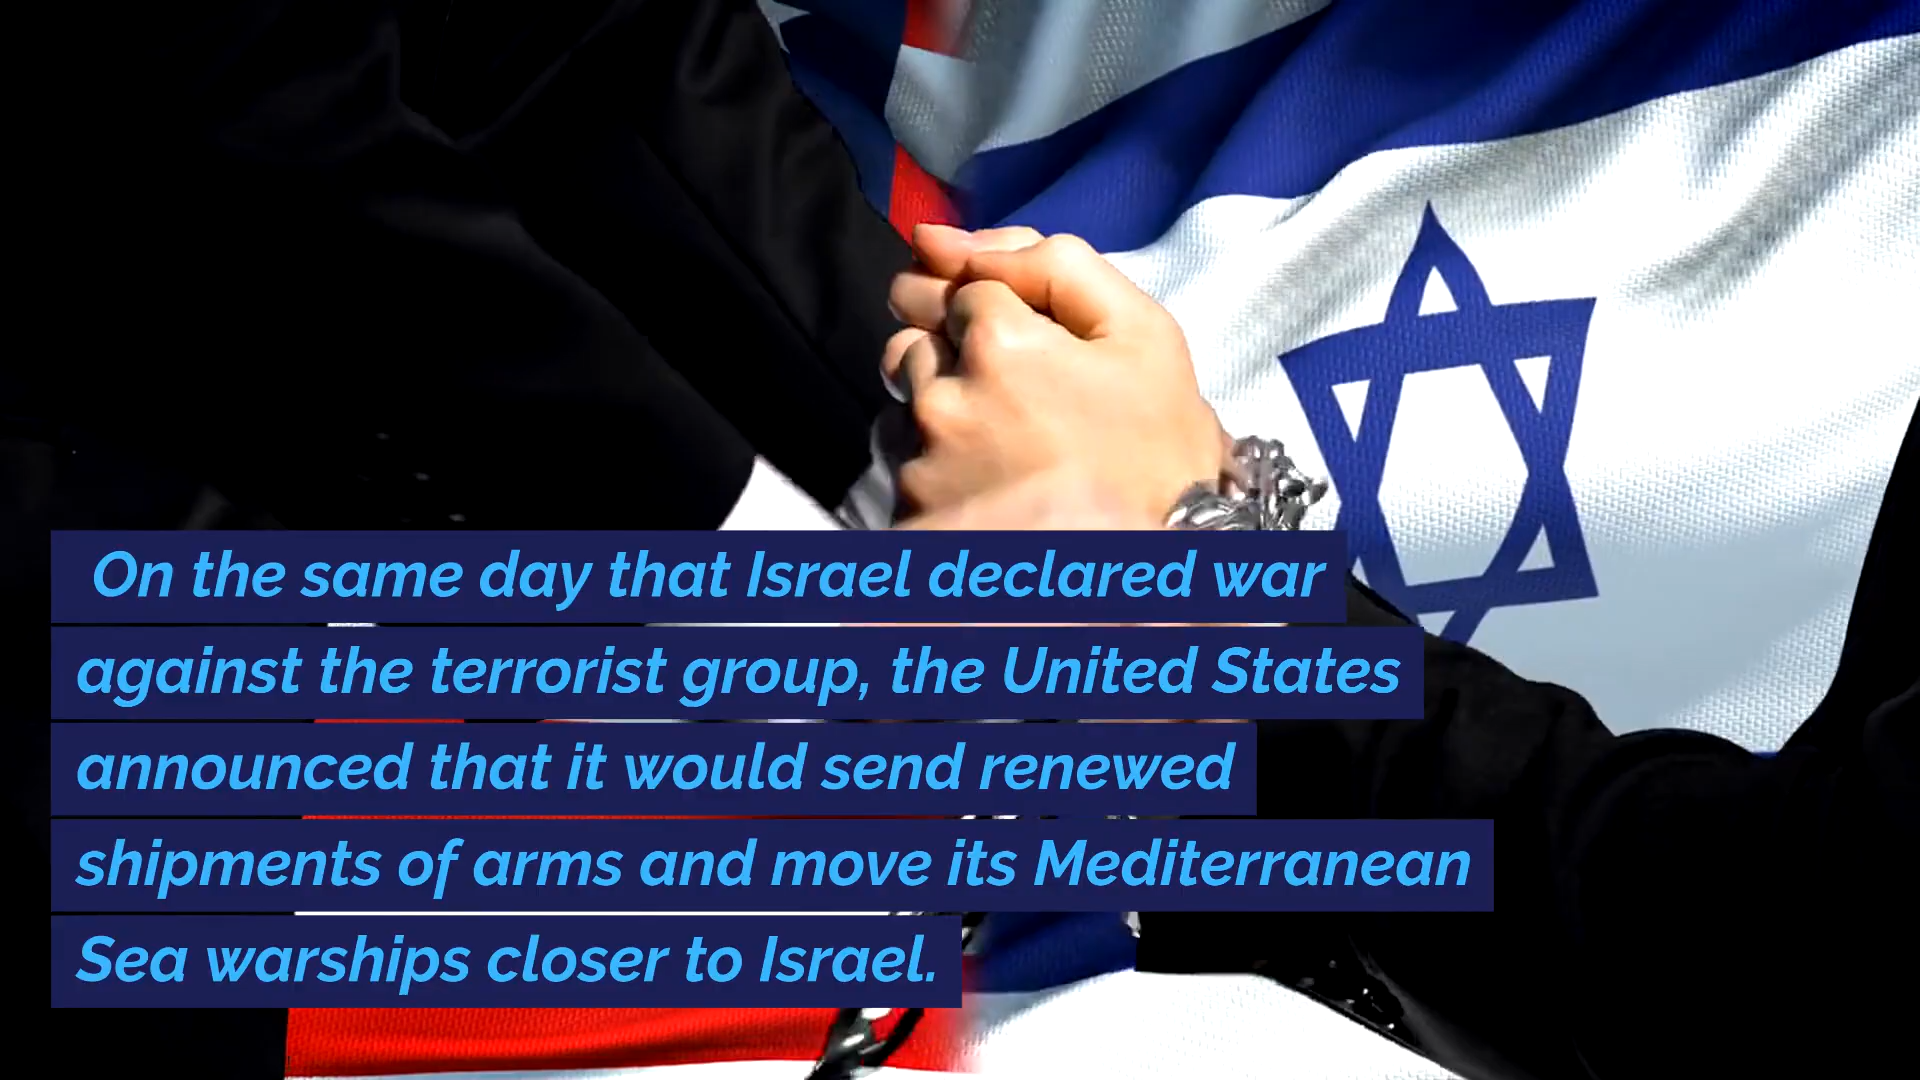 On the same day that Israel declared war
against the terrorist group, the United States
announced that it would send renewed
shipments of arms and move its Mediterranean
Sea warships closer to Israel.